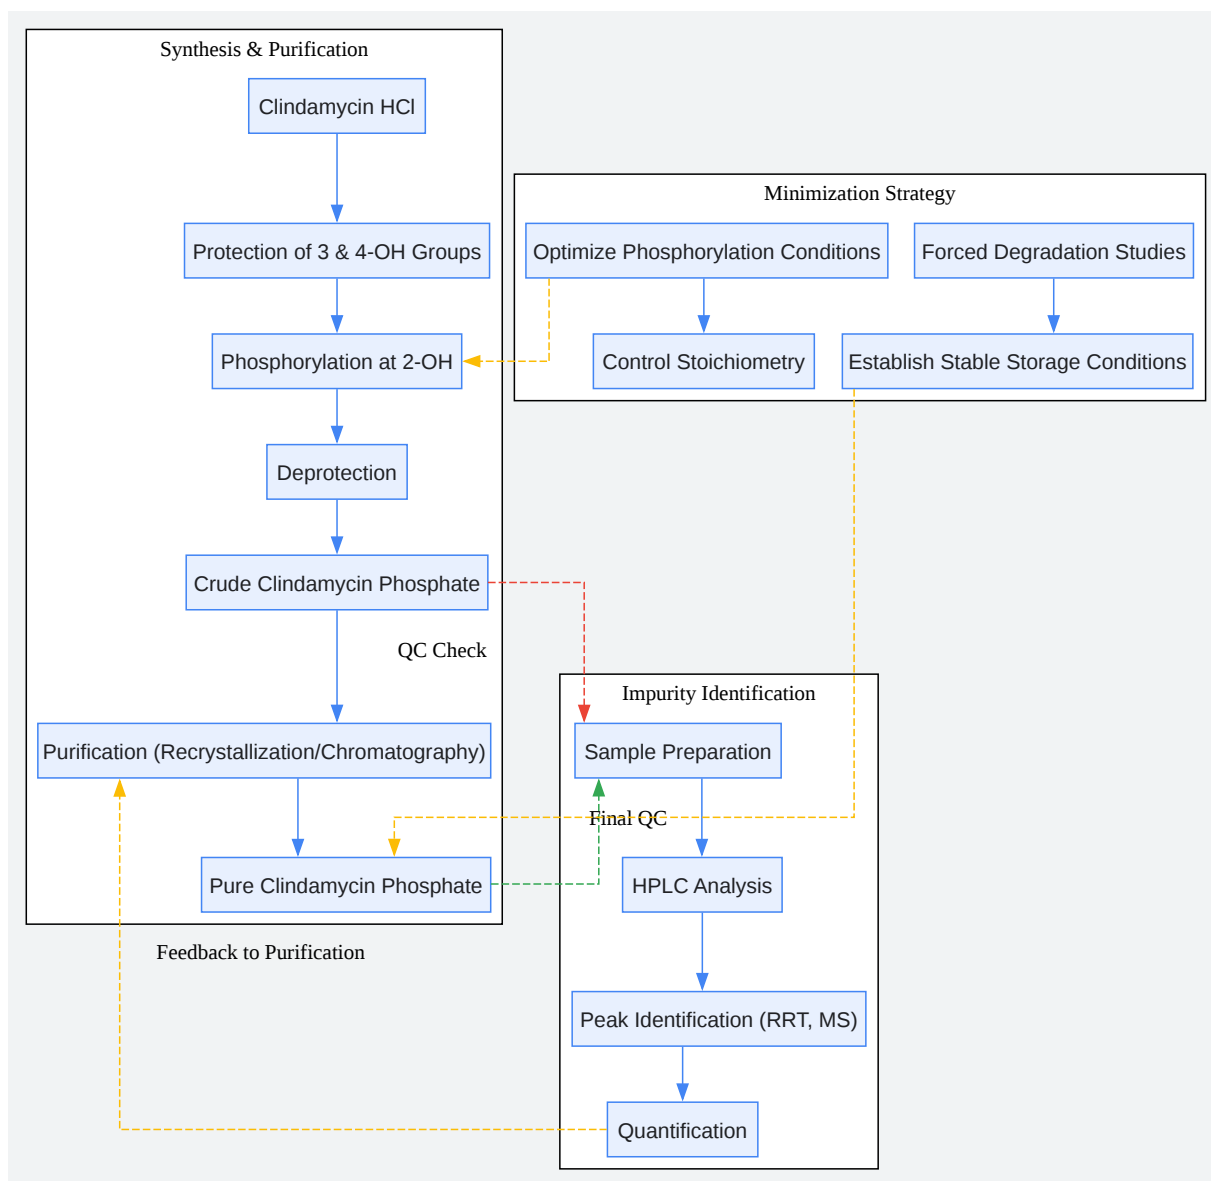 Synthesis & Purification
Clindamycin HCl
Protection of 3 & 4-OH Groups
Phosphorylation at 2-OH
Deprotection
Crude Clindamycin Phosphate
QC Check
Purification (Recrystallization/Chromatography)
Pure Clindamycin Phosphate
Feedback to Purification
Minimization Strategy
Optimize Phosphorylation Conditions
Forced Degradation Studies
Control Stoichiometry
Establish Stable Storage Conditions
Impurity Identification
Sample Preparation
Final QC
HPLC Analysis
Peak Identification (RRT, MS)
Quantification